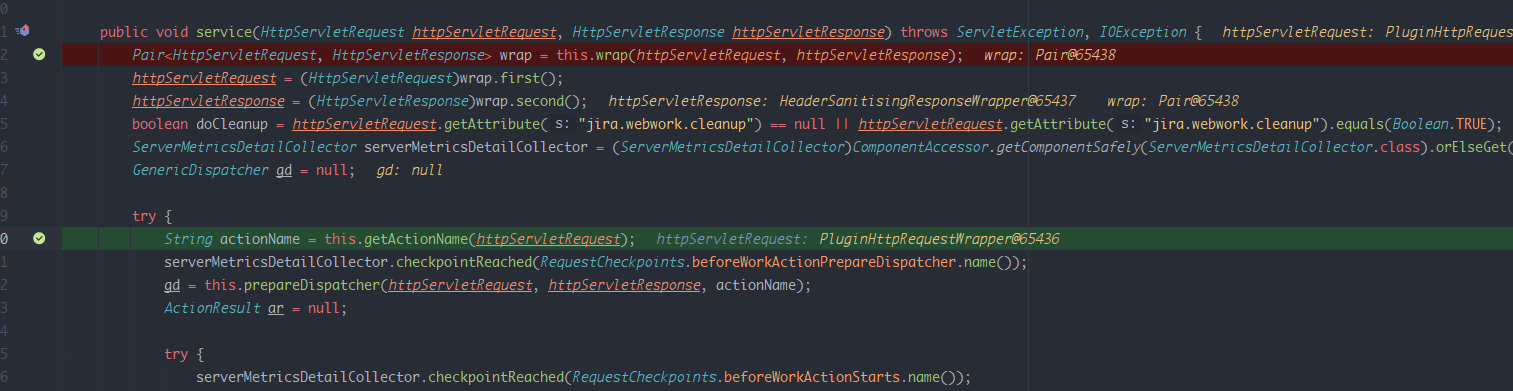 0
1 public void service(HttpServletRequest httpServletRequest, HttpServletResponse httpServletResponse) throws ServletException, IOException { httpServletRequest: PluginHttpReques
2 Pair<HttpServletRequest, HttpServletResponse> wrap = this.wrap(httpServletRequest, httpServletResponse); wrap: Pair@65438
3 httpServletRequest = (HttpServletRequest)wrap.first();
4 httpServletResponse = (HttpServletResponse)wrap.second(); httpServletResponse: HeaderSanitisingResponseWrapper@65437 wrap: Pair@65438
5 boolean doCleanup = httpServletRequest.getAttribute( s: "jira.webwork.cleanup") == null || httpServletRequest.getAttribute( s: "jira.webwork.cleanup").equals(Boolean.TRUE);
6 ServerMetricsDetailCollector serverMetricsDetailCollector = (ServerMetricsDetailCollector)ComponentAccessor.getComponentSafely(ServerMetricsDetailCollector.class).orElseGet(
7 GenericDispatcher gd = null; gd: null
8
9 try {
0 String actionName = this.getActionName(httpServletRequest); httpServletRequest: PluginHttpRequestWrapper@65436
1 serverMetricsDetailCollector.checkpointReached(RequestCheckpoints.beforeWorkActionPrepareDispatcher.name());
2 gd = this.prepareDispatcher(httpServletRequest, httpServletResponse, actionName);
3 ActionResult ar = null;
4
5 try {
6 serverMetricsDetailCollector.checkpointReached(RequestCheckpoints.beforeWorkActionStarts.name());